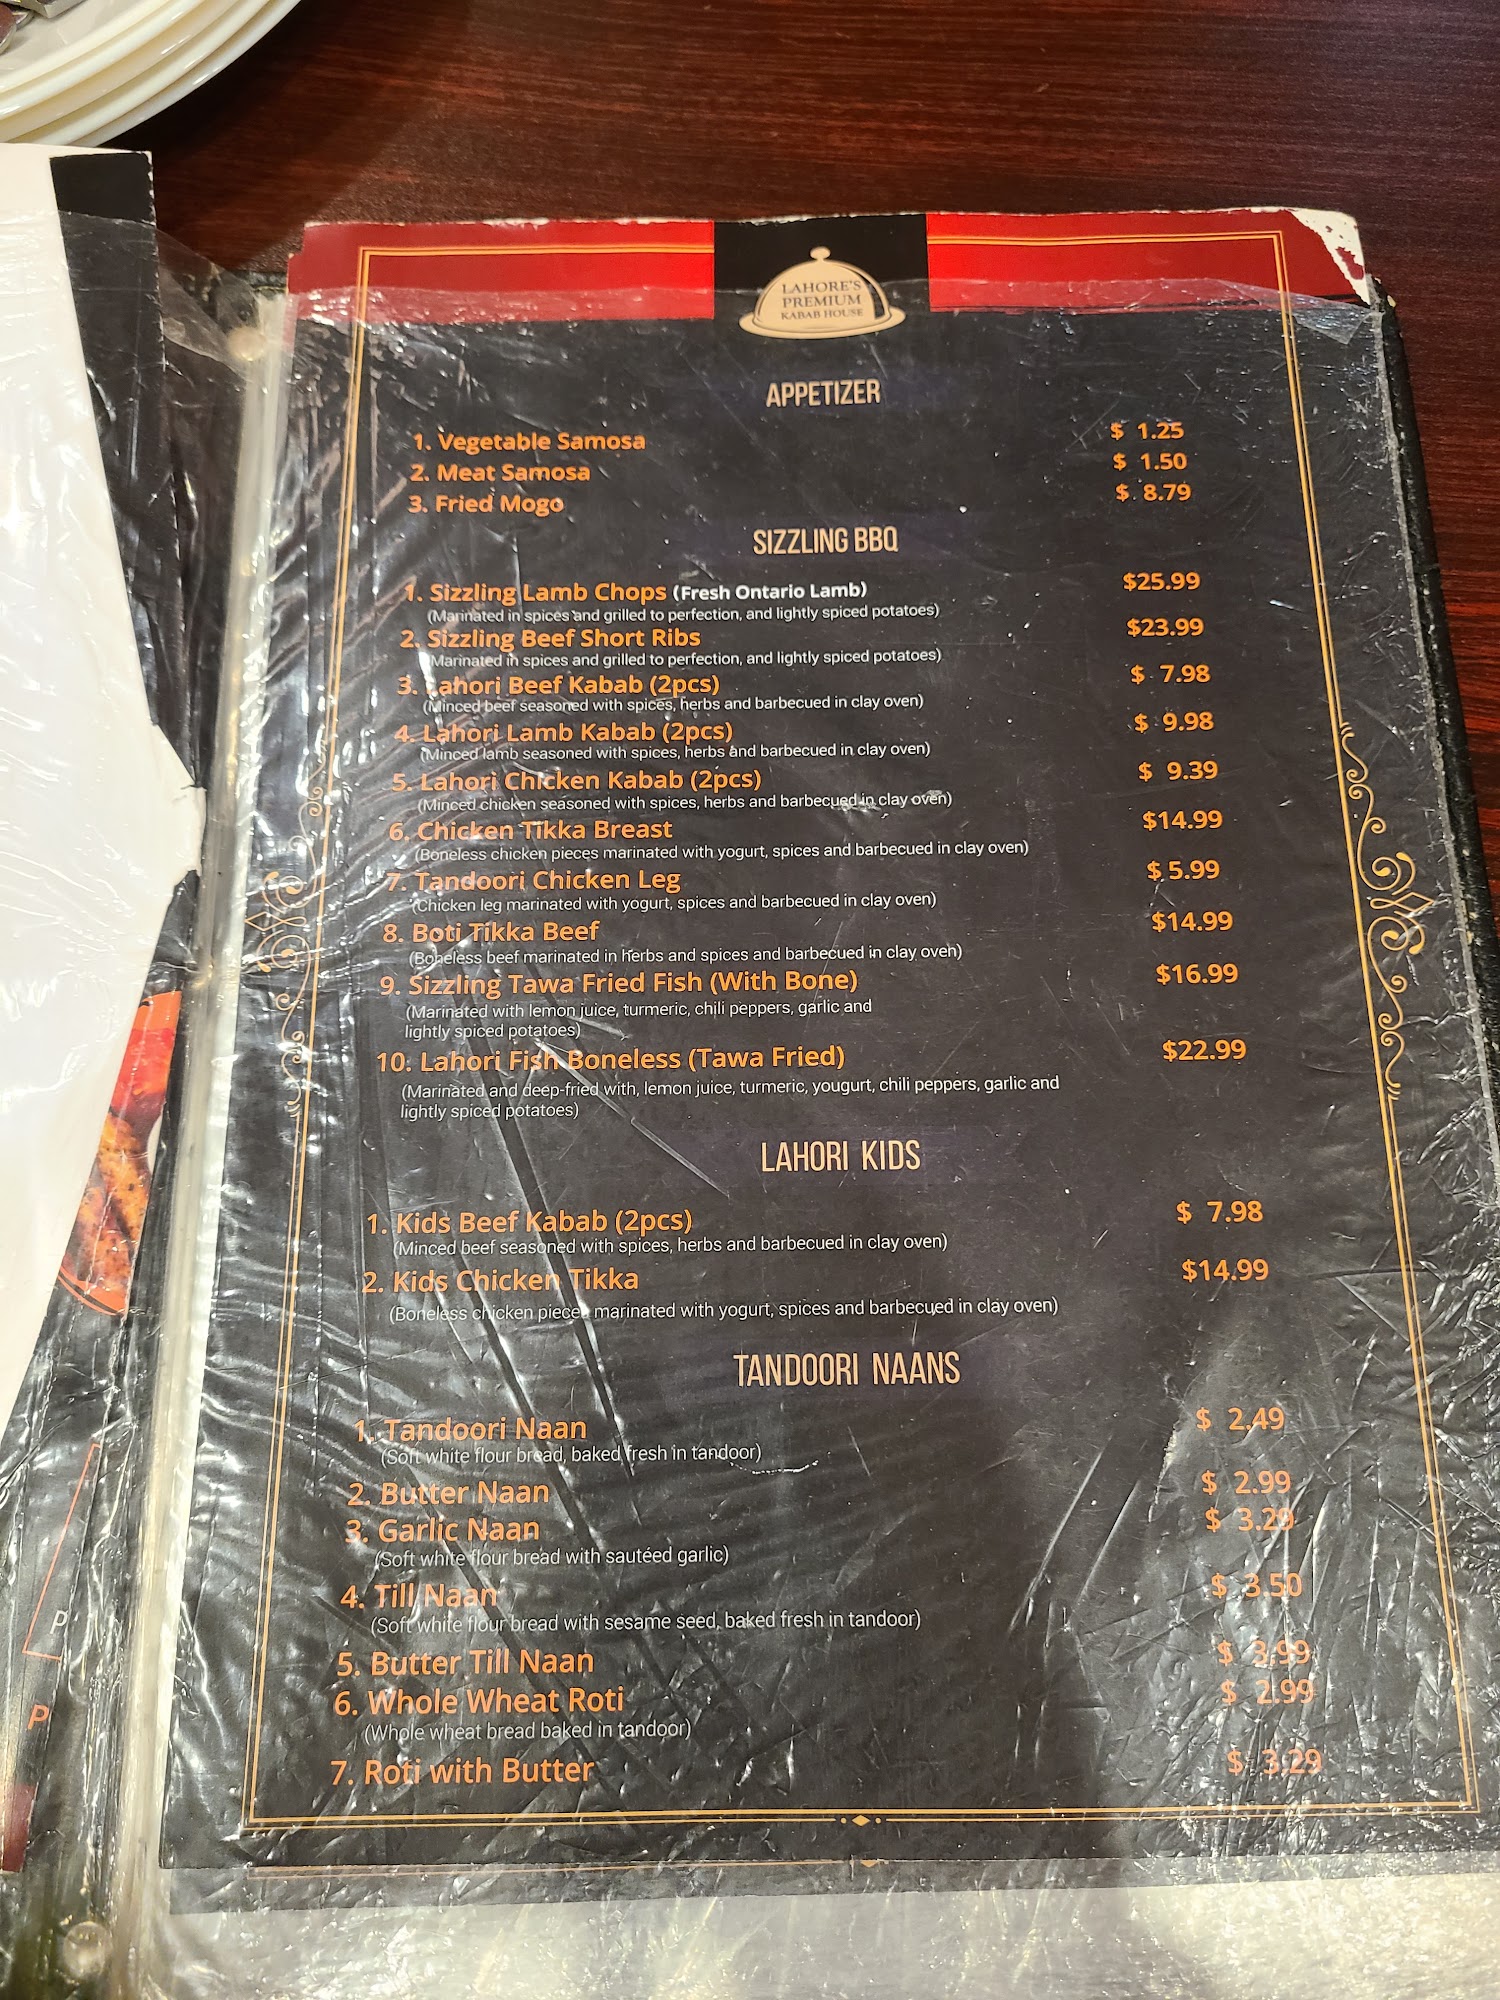 LAHORE'S
PREMIUM
KABAB HOUSE
APPETIZER
1. Vegetable Samosa $ 1.25
2. Meat Samosa $ 1.50
3. Fried Mogo $ 8.79
SIZZLING BBQ
1. Sizzling Lamb Chops (Fresh Ontario Lamb) $25.99
(Marinated in spices and grilled to perfection, and lightly spiced potatoes)
2. Sizzling Beef Short Ribs $23.99
(Marinated in spices and grilled to perfection, and lightly spiced potatoes)
3. Lahori Beef Kabab (2pcs) $ 7.98
(Minced beef seasoned with spices, herbs and barbecued in clay oven)
4. Lahori Lamb Kabab (2pcs) $ 9.98
(Minced lamb seasoned with spices, herbs and barbecued in clay oven)
5. Lahori Chicken Kabab (2pcs) $ 9.39
(Minced chicken seasoned with spices, herbs and barbecued in clay oven)
6. Chicken Tikka Breast $14.99
(Boneless chicken pieces marinated with yogurt, spices and barbecued in clay oven)
7. Tandoori Chicken Leg $ 5.99
(Chicken leg marinated with yogurt, spices and barbecued in clay oven)
8. Boti Tikka Beef $14.99
(Boneless beef marinated in herbs and spices and barbecued in clay oven)
9. Sizzling Tawa Fried Fish (With Bone) $16.99
(Marinated with lemon juice, turmeric, chili peppers, garlic and
lightly spiced potatoes)
10. Lahori Fish Boneless (Tawa Fried) $22.99
(Marinated and deep-fried with, lemon juice, turmeric, yougurt, chili peppers, garlic and
lightly spiced potatoes)
LAHORI KIDS
1. Kids Beef Kabab (2pcs) $ 7.98
(Minced beef seasoned with spices, herbs and barbecued in clay oven)
2. Kids Chicken Tikka $14.99
(Boneless chicken pieces marinated with yogurt, spices and barbecued in clay oven)
TANDOORI NAANS
1. Tandoori Naan $ 2.49
(Soft white flour bread, baked fresh in tandoor)
2. Butter Naan $ 2.99
3. Garlic Naan $ 3.29
(Soft white flour bread with sautéed garlic)
4. Till Naan $ 3.50
(Soft white flour bread with sesame seed, baked fresh in tandoor)
5. Butter Till Naan $ 3.99
6. Whole Wheat Roti $ 2.99
(Whole wheat bread baked in tandoor)
7. Roti with Butter $ 3.29
P
P